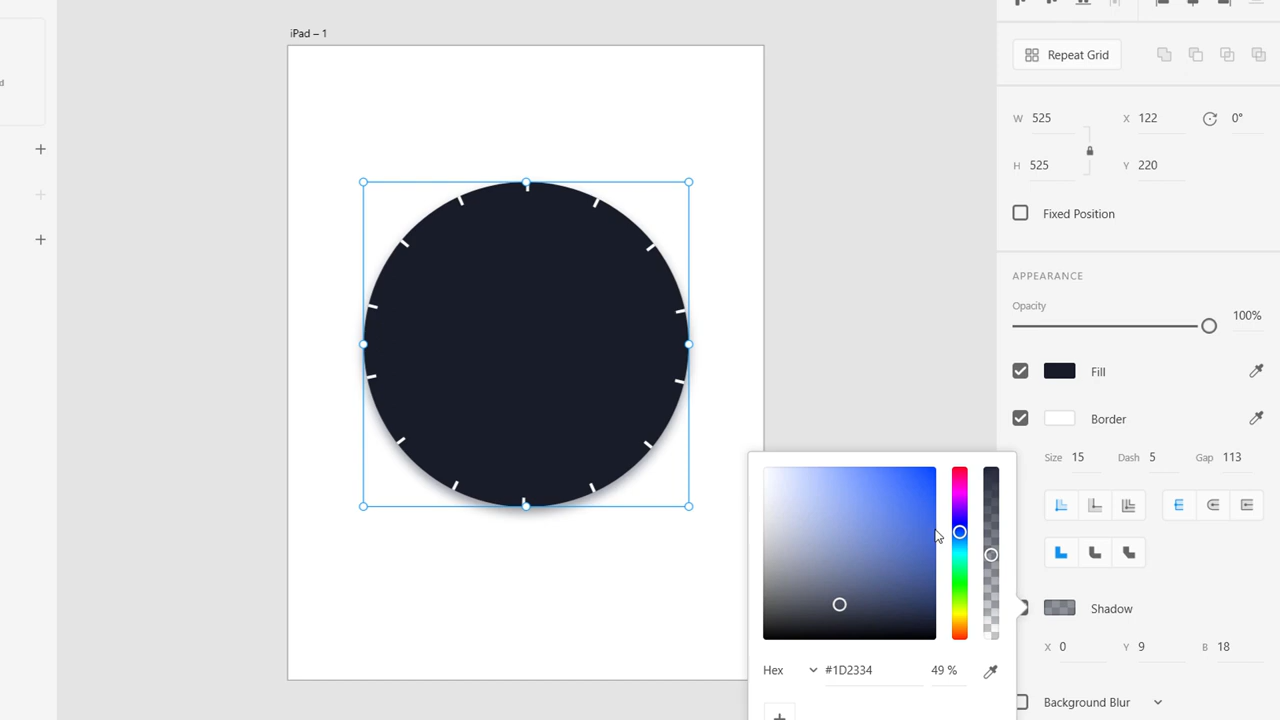 d
iPad – 1
Repeat Grid
W 525 X 122 0°
H 525 Y 220
Fixed Position
APPEARANCE
Opacity
100%
Fill
Border
Size 15 Dash 5 Gap 113
Shadow
X 0 Y 9 B 18
Hex #1D2334 49 %
Background Blur